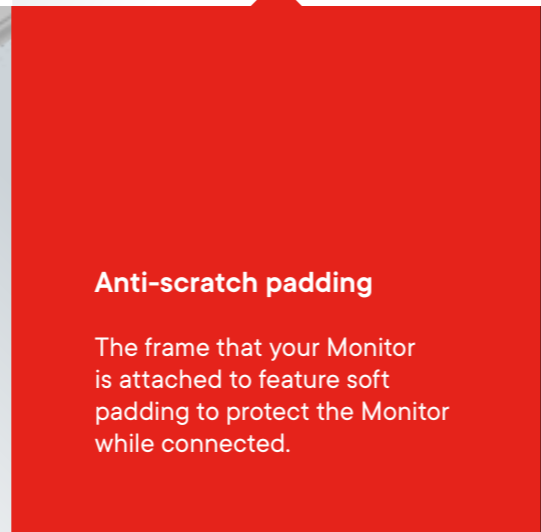 Anti-scratch padding
The frame that your Monitor
is attached to feature soft
padding to protect the Monitor
while connected.